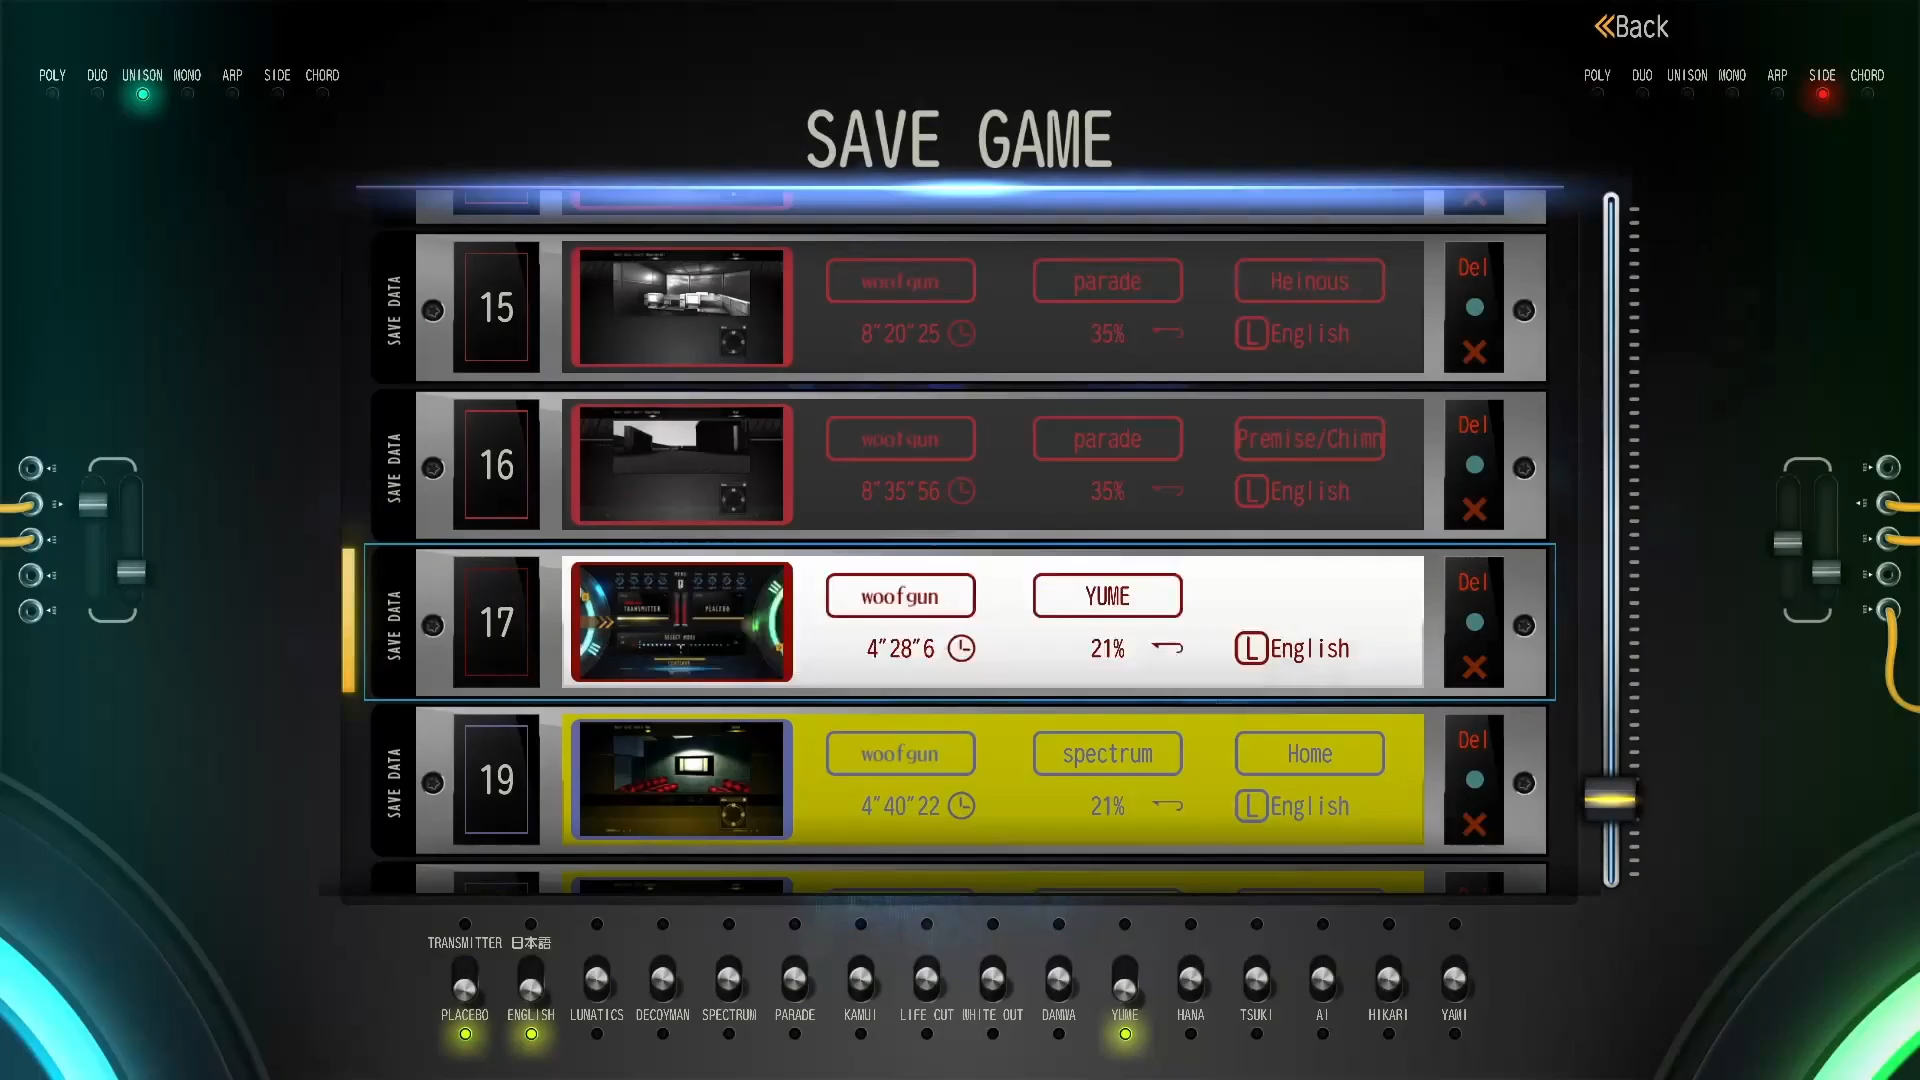 Back
POLY DUO UNISON MONO ARP SIDE CHORD
POLY DUO UNISON MONO ARP SIDE CHORD
SAVE GAME
SAVE DATA
15
woofgun parade Heinous
8"20"25 35% L English
Del
SAVE DATA
16
woofgun parade Premise/Chimn
8"35"56 35% L English
Del
SAVE DATA
17
TRANSMITTER PLACEBO
woofgun YUME
4"28"6 21% L English
Del
SAVE DATA
19
woofgun spectrum Home
4"40"22 21% L English
Del
TRANSMITTER 日本語
PLACEBO ENGLISH LUNATICS DECOYMAN SPECTRUM PARADE KAMUI LIFE CUT WHITE OUT DANWA YUME HANA TSUKI AI HIKARI YAMI